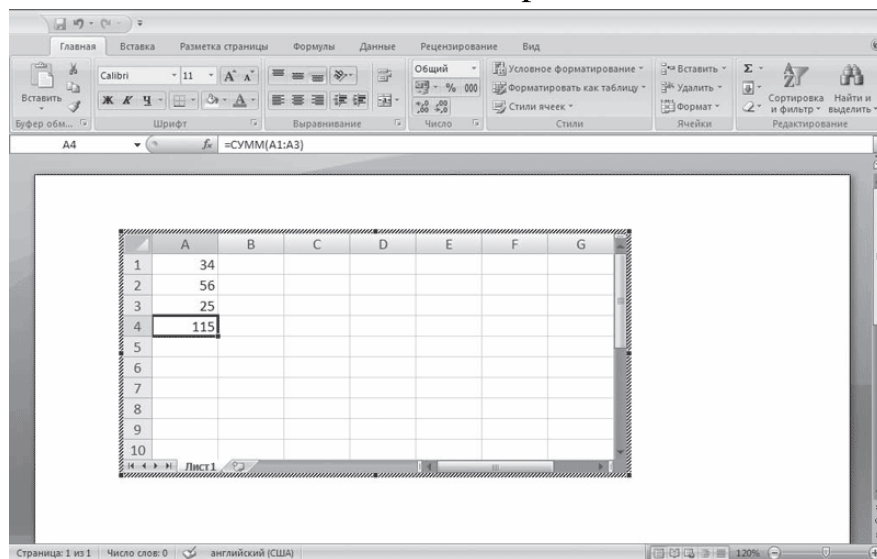 Главная Вставка Разметка страницы Формулы Данные Рецензирование Вид
Calibri 11 Общий Условное форматирование Вставить Σ
Вставить Ж К Ч % 000 Форматировать как таблицу Удалить Сортировка и фильтр Найти и выделить
Стили ячеек Формат
Буфер обм... Шрифт Выравнивание Число Стили Ячейки Редактирование
A4 fx =СУММ(A1:A3)
A B C D E F G
1 34
2 56
3 25
4 115
5
6
7
8
9
10
Лист1
Страница: 1 из 1 Число слов: 0 английский (США) 120%